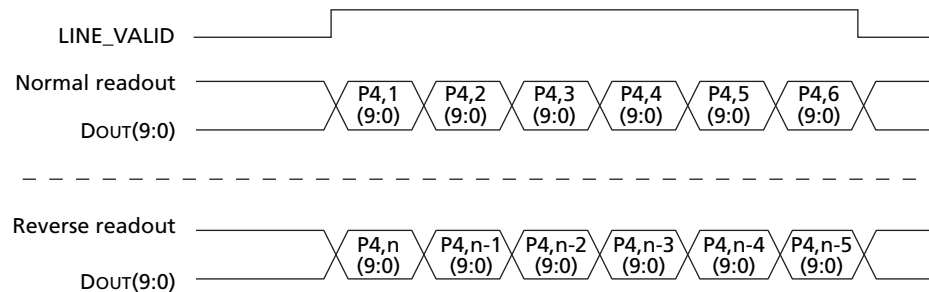 LINE_VALID
Normal readout
P4,1 P4,2 P4,3 P4,4 P4,5 P4,6
(9:0) (9:0) (9:0) (9:0) (9:0) (9:0)
DOUT(9:0)
Reverse readout
P4,n P4,n-1 P4,n-2 P4,n-3 P4,n-4 P4,n-5
(9:0) (9:0) (9:0) (9:0) (9:0) (9:0)
DOUT(9:0)